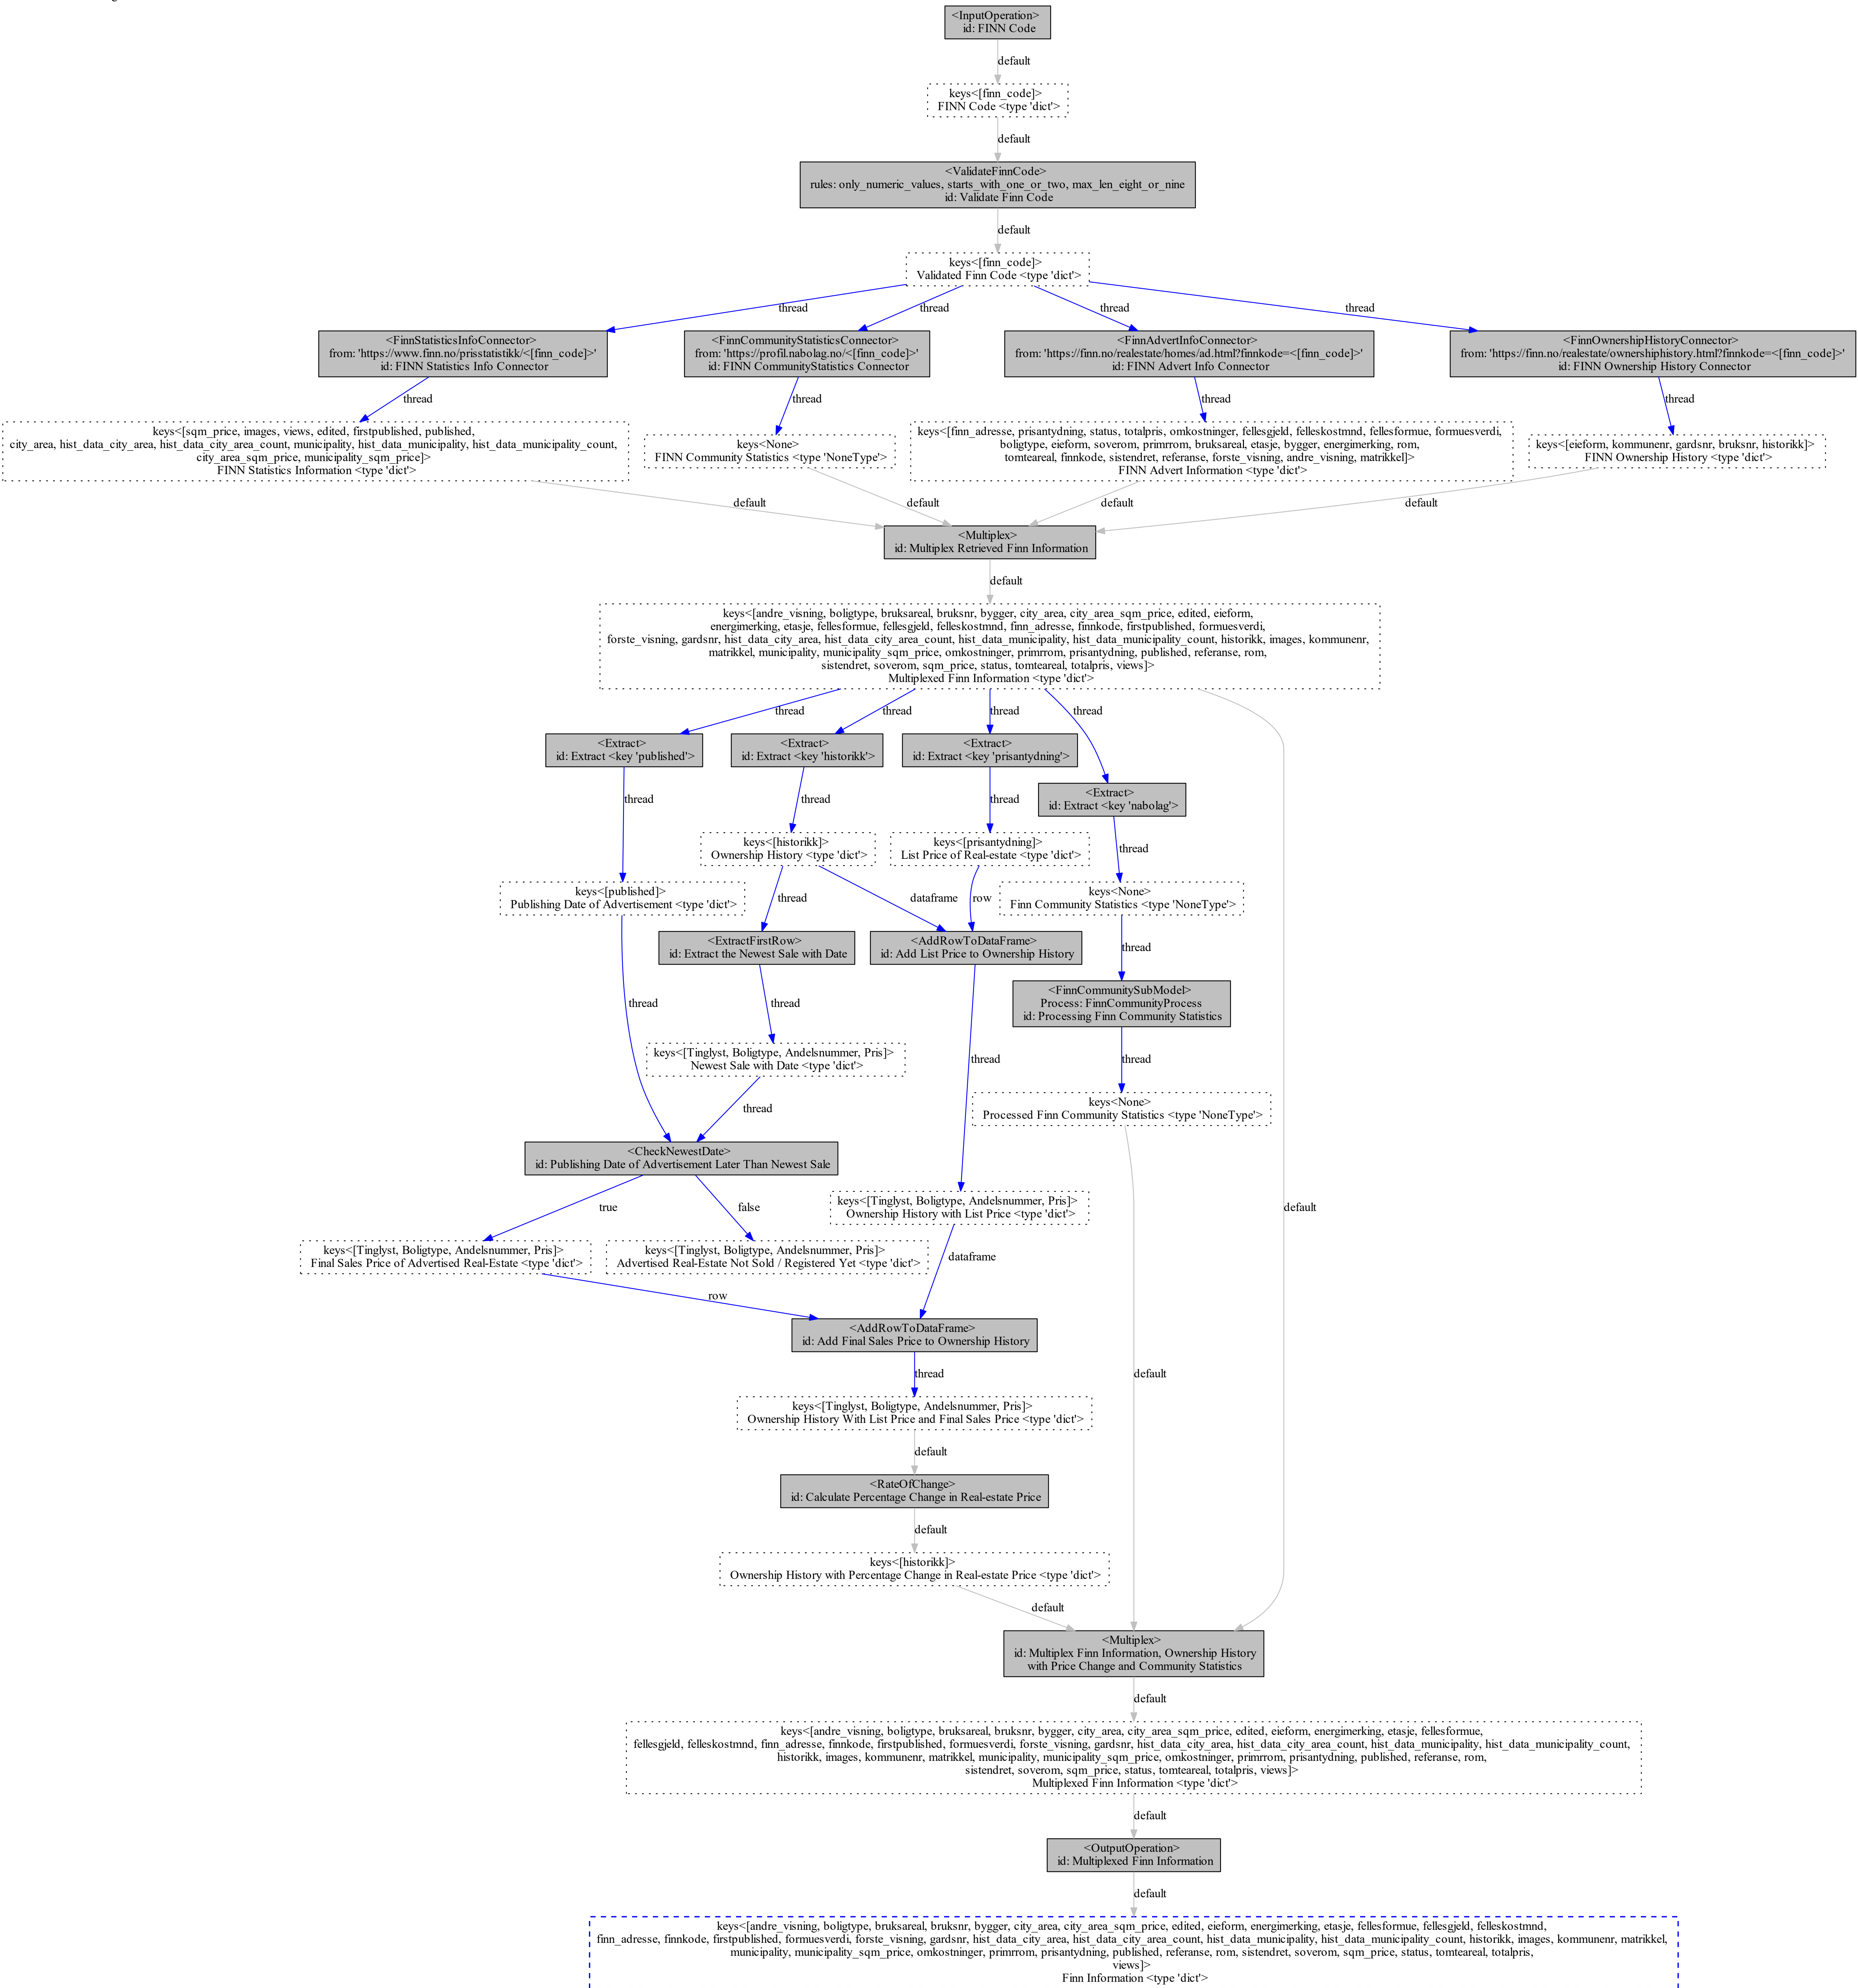 <InputOperation>
id: FINN Code
default
keys<[finn_code]>
FINN Code <type 'dict'>
default
<ValidateFinnCode>
rules: only_numeric_values, starts_with_one_or_two, max_len_eight_or_nine
id: Validate Finn Code
default
keys<[finn_code]>
Validated Finn Code <type 'dict'>
thread
thread
thread
thread
<FinnStatisticsInfoConnector>
from: 'https://www.finn.no/prisstatistikk/<[finn_code]>'
id: FINN Statistics Info Connector
<FinnCommunityStatisticsConnector>
from: 'https://profil.nabolag.no/<[finn_code]>'
id: FINN CommunityStatistics Connector
<FinnAdvertInfoConnector>
from: 'https://finn.no/realestate/homes/ad.html?finnkode=<[finn_code]>'
id: FINN Advert Info Connector
<FinnOwnershipHistoryConnector>
from: 'https://finn.no/realestate/ownershiphistory.html?finnkode=<[finn_code]>'
id: FINN Ownership History Connector
thread
thread
thread
thread
keys<[sqm_price, images, views, edited, firstpublished, published,
city_area, hist_data_city_area, hist_data_city_area_count, municipality, hist_data_municipality, hist_data_municipality_count,
city_area_sqm_price, municipality_sqm_price]>
FINN Statistics Information <type 'dict'>
keys<None>
FINN Community Statistics <type 'NoneType'>
keys<[finn_adresse, prisantydning, status, totalpris, omkostninger, fellesgjeld, felleskostmnd, fellesformue, formuesverdi,
boligtype, eieform, soverom, primrrom, bruksareal, etasje, bygger, energimerking, rom,
tomteareal, finnkode, sistendret, referanse, forste_visning, andre_visning, matrikkel]>
FINN Advert Information <type 'dict'>
keys<[eieform, kommunenr, gardsnr, bruksnr, historikk]>
FINN Ownership History <type 'dict'>
default
default
default
default
<Multiplex>
id: Multiplex Retrieved Finn Information
default
keys<[andre_visning, boligtype, bruksareal, bruksnr, bygger, city_area, city_area_sqm_price, edited, eieform,
energimerking, etasje, fellesformue, fellesgjeld, felleskostmnd, finn_adresse, finnkode, firstpublished, formuesverdi,
forste_visning, gardsnr, hist_data_city_area, hist_data_city_area_count, hist_data_municipality, hist_data_municipality_count, historikk, images, kommunenr,
matrikkel, municipality, municipality_sqm_price, omkostninger, primrrom, prisantydning, published, referanse, rom,
sistendret, soverom, sqm_price, status, tomteareal, totalpris, views]>
Multiplexed Finn Information <type 'dict'>
thread
thread
thread
thread
<Extract>
id: Extract <key 'published'>
<Extract>
id: Extract <key 'historikk'>
<Extract>
id: Extract <key 'prisantydning'>
<Extract>
id: Extract <key 'nabolag'>
thread
thread
thread
thread
keys<[historikk]>
Ownership History <type 'dict'>
keys<[prisantydning]>
List Price of Real-estate <type 'dict'>
keys<[published]>
Publishing Date of Advertisement <type 'dict'>
keys<None>
Finn Community Statistics <type 'NoneType'>
thread
dataframe
row
<ExtractFirstRow>
id: Extract the Newest Sale with Date
<AddRowToDataFrame>
id: Add List Price to Ownership History
thread
<FinnCommunitySubModel>
Process: FinnCommunityProcess
id: Processing Finn Community Statistics
thread
thread
keys<[Tinglyst, Boligtype, Andelsnummer, Pris]>
Newest Sale with Date <type 'dict'>
thread
thread
keys<None>
Processed Finn Community Statistics <type 'NoneType'>
thread
<CheckNewestDate>
id: Publishing Date of Advertisement Later Than Newest Sale
true
false
keys<[Tinglyst, Boligtype, Andelsnummer, Pris]>
Ownership History with List Price <type 'dict'>
default
keys<[Tinglyst, Boligtype, Andelsnummer, Pris]>
Final Sales Price of Advertised Real-Estate <type 'dict'>
keys<[Tinglyst, Boligtype, Andelsnummer, Pris]>
Advertised Real-Estate Not Sold / Registered Yet <type 'dict'>
dataframe
row
<AddRowToDataFrame>
id: Add Final Sales Price to Ownership History
thread
default
keys<[Tinglyst, Boligtype, Andelsnummer, Pris]>
Ownership History With List Price and Final Sales Price <type 'dict'>
default
<RateOfChange>
id: Calculate Percentage Change in Real-estate Price
default
keys<[historikk]>
Ownership History with Percentage Change in Real-estate Price <type 'dict'>
default
<Multiplex>
id: Multiplex Finn Information, Ownership History
with Price Change and Community Statistics
default
keys<[andre_visning, boligtype, bruksareal, bruksnr, bygger, city_area, city_area_sqm_price, edited, eieform, energimerking, etasje, fellesformue,
fellesgjeld, felleskostmnd, finn_adresse, finnkode, firstpublished, formuesverdi, forste_visning, gardsnr, hist_data_city_area, hist_data_city_area_count, hist_data_municipality, hist_data_municipality_count,
historikk, images, kommunenr, matrikkel, municipality, municipality_sqm_price, omkostninger, primrrom, prisantydning, published, referanse, rom,
sistendret, soverom, sqm_price, status, tomteareal, totalpris, views]>
Multiplexed Finn Information <type 'dict'>
default
<OutputOperation>
id: Multiplexed Finn Information
default
keys<[andre_visning, boligtype, bruksareal, bruksnr, bygger, city_area, city_area_sqm_price, edited, eieform, energimerking, etasje, fellesformue, fellesgjeld, felleskostmnd,
finn_adresse, finnkode, firstpublished, formuesverdi, forste_visning, gardsnr, hist_data_city_area, hist_data_city_area_count, hist_data_municipality, hist_data_municipality_count, historikk, images, kommunenr, matrikkel,
municipality, municipality_sqm_price, omkostninger, primrrom, prisantydning, published, referanse, rom, sistendret, soverom, sqm_price, status, tomteareal, totalpris,
views]>
Finn Information <type 'dict'>